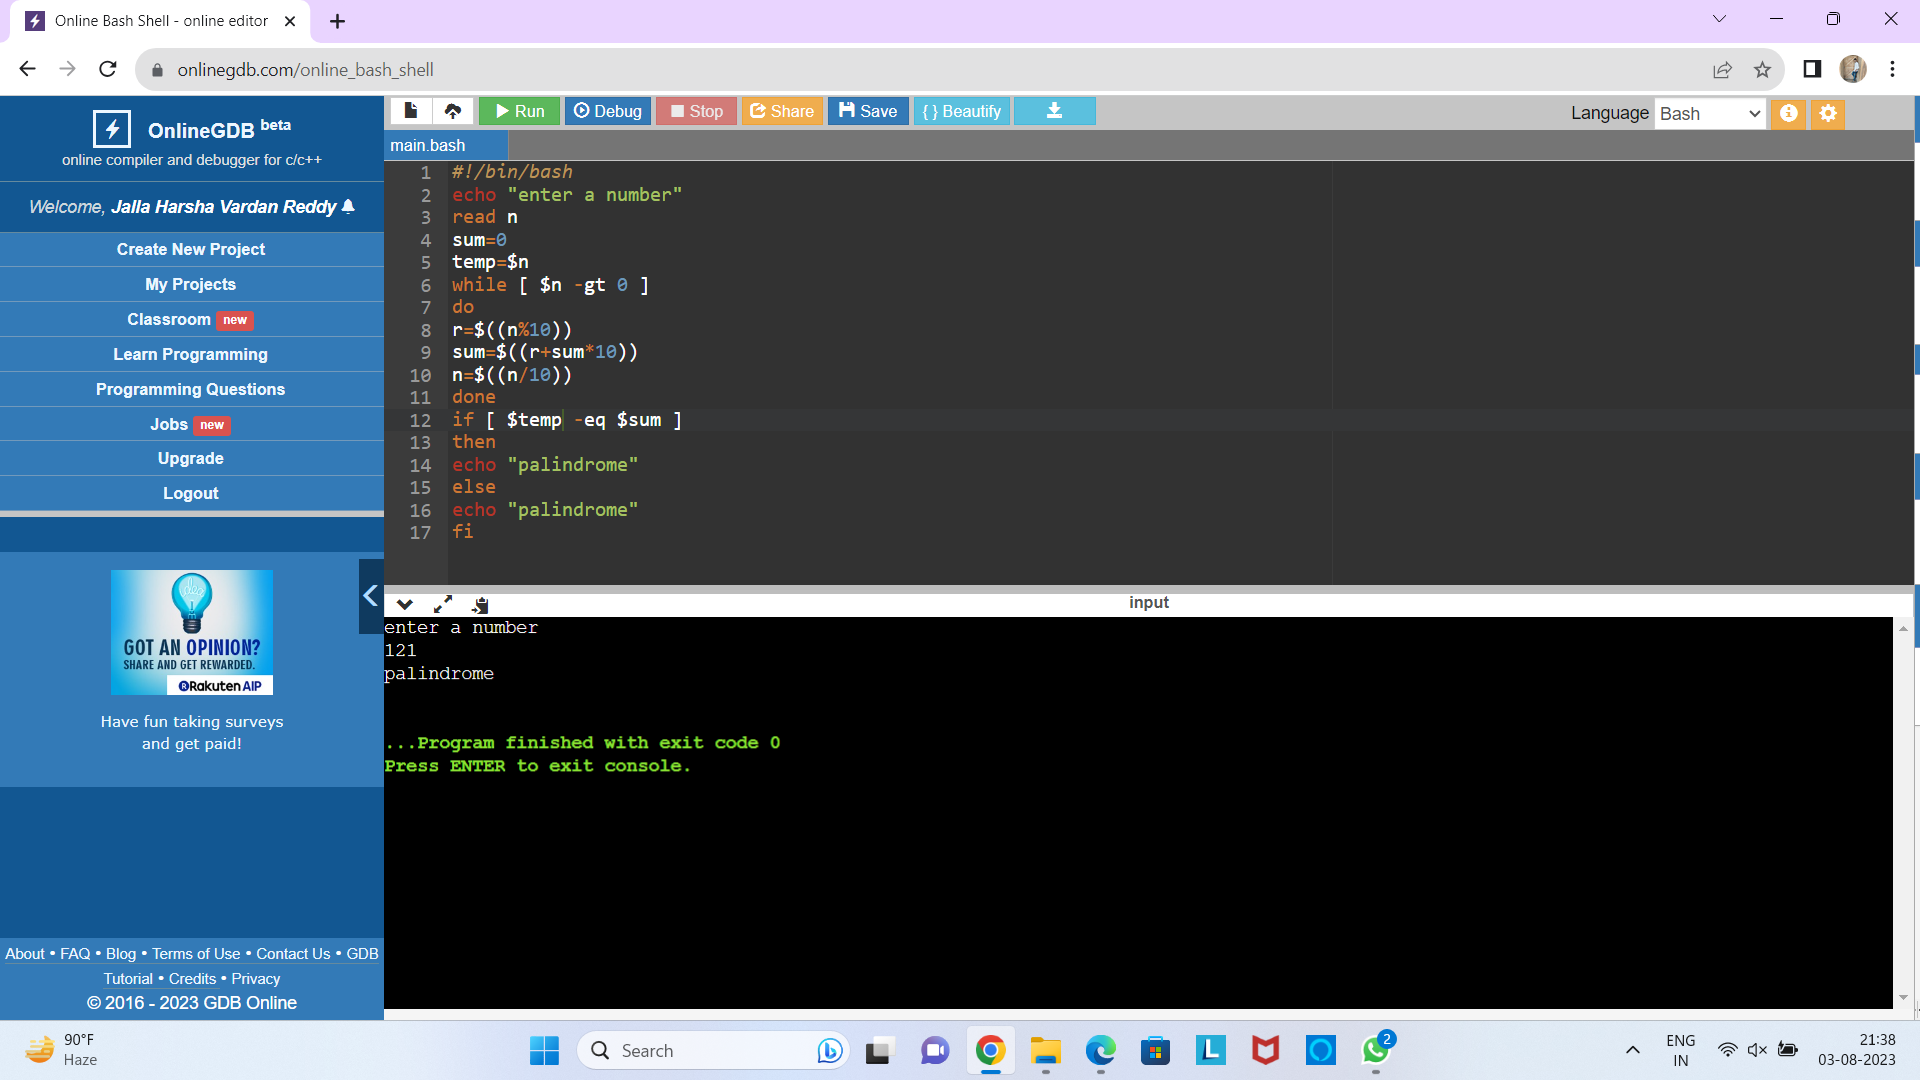 Online Bash Shell - online editor
onlinegdb.com/online_bash_shell
OnlineGDB beta
online compiler and debugger for c/c++
Welcome, Jalla Harsha Vardan Reddy
Create New Project
My Projects
Classroom new
Learn Programming
Programming Questions
Jobs new
Upgrade
Logout
GOT AN OPINION?
SHARE AND GET REWARDED.
Rakuten AIP
Have fun taking surveys
and get paid!
About • FAQ • Blog • Terms of Use • Contact Us • GDB
Tutorial • Credits • Privacy
© 2016 - 2023 GDB Online
Run Debug Stop Share Save { } Beautify Language Bash
main.bash
1 #!/bin/bash
2 echo "enter a number"
3 read n
4 sum=0
5 temp=$n
6 while [ $n -gt 0 ]
7 do
8 r=$((n%10))
9 sum=$((r+sum*10))
10 n=$((n/10))
11 done
12 if [ $temp -eq $sum ]
13 then
14 echo "palindrome"
15 else
16 echo "palindrome"
17 fi
input
enter a number
121
palindrome
...Program finished with exit code 0
Press ENTER to exit console.
90°F
Haze
Search
2
ENG
IN
21:38
03-08-2023